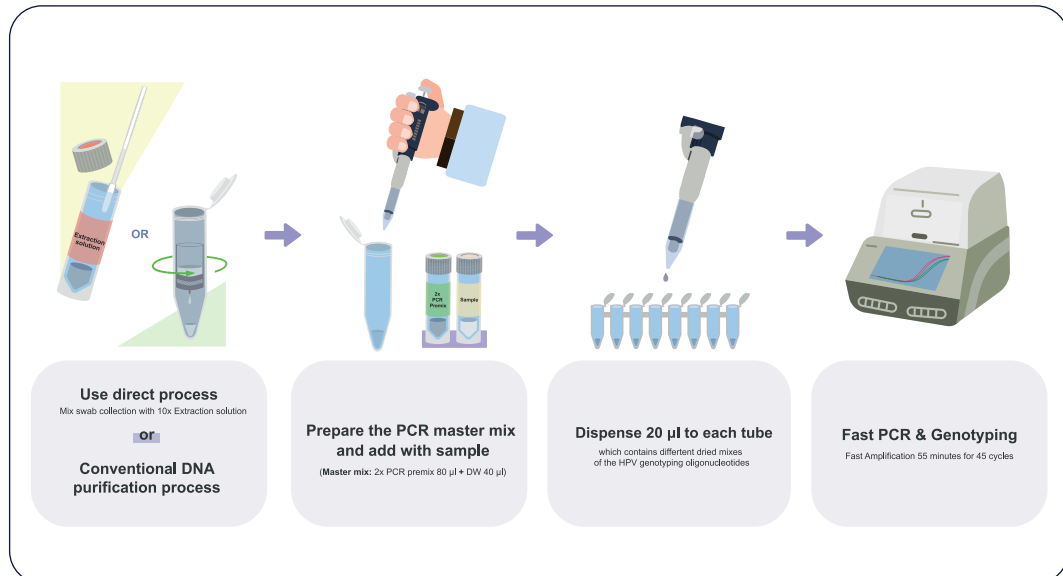 Extraction
solution
OR
2x
PCR
Premix
Sample
Use direct process
Mix swab collection with 10x Extraction solution
or
Conventional DNA
purification process
Prepare the PCR master mix
and add with sample
(Master mix: 2x PCR premix 80 µl + DW 40 µl)
Dispense 20 µl to each tube
which contains differtent dried mixes
of the HPV genotyping oligonucleotides
Fast PCR & Genotyping
Fast Amplification 55 minutes for 45 cycles